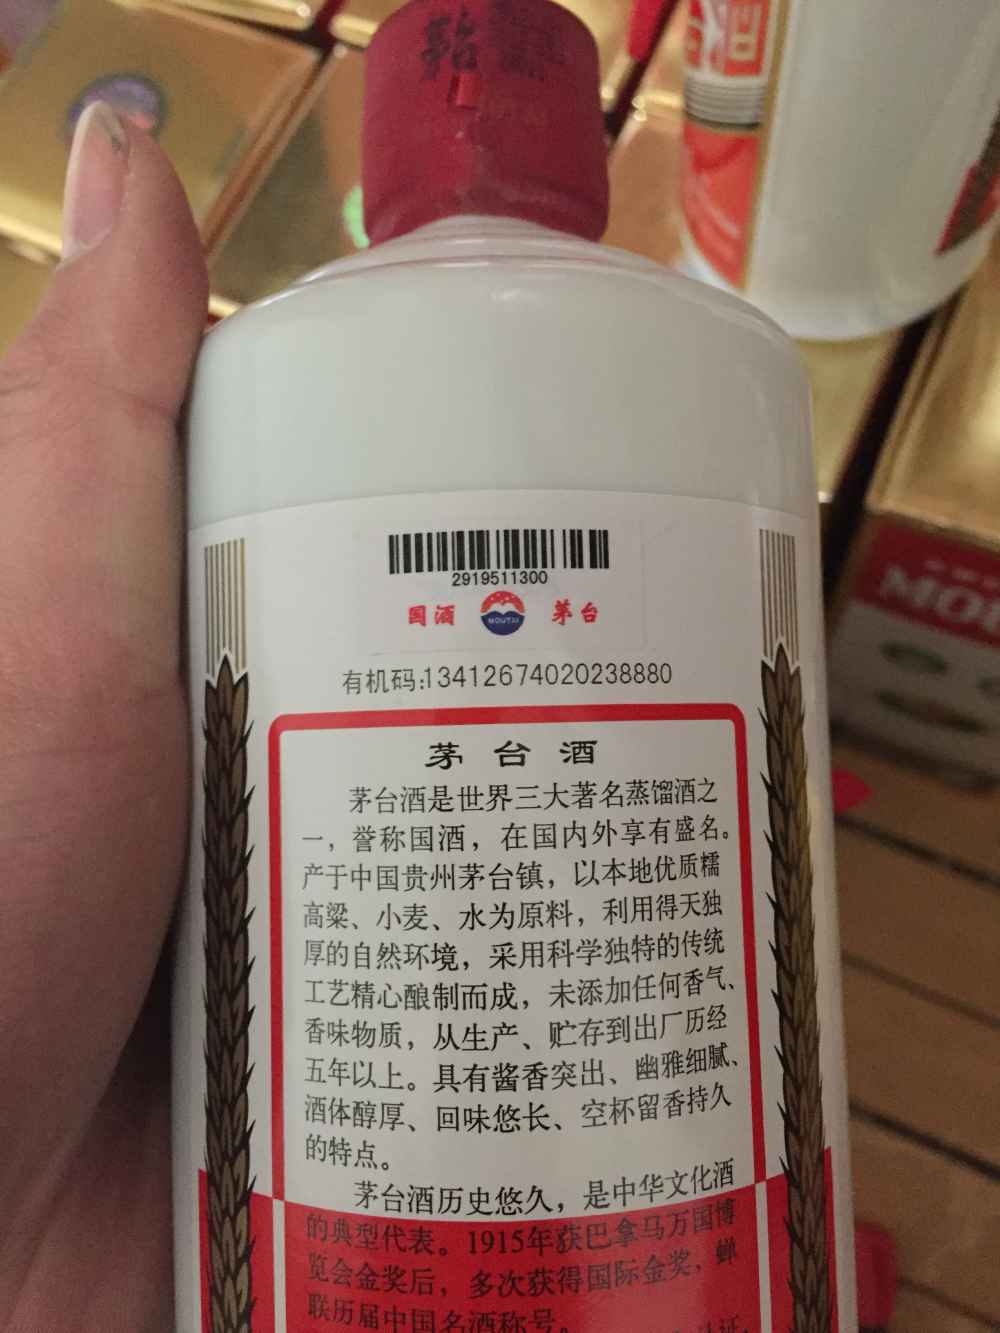 茅台
2919511300
国酒 MOUTAI 茅台
有机码:13412674020238880
茅台酒
茅台酒是世界三大著名蒸馏酒之
一，誉称国酒，在国内外享有盛名。
产于中国贵州茅台镇，以本地优质糯
高粱、小麦、水为原料，利用得天独
厚的自然环境，采用科学独特的传统
工艺精心酿制而成，未添加任何香气、
香味物质，从生产、贮存到出厂历经
五年以上。具有酱香突出、幽雅细腻、
酒体醇厚、回味悠长、空杯留香持久
的特点。
茅台酒历史悠久，是中华文化酒
的典型代表。1915年获巴拿马万国博
览会金奖后，多次获得国际金奖，蝉
联历届中国名酒称号。
认证，
MOU